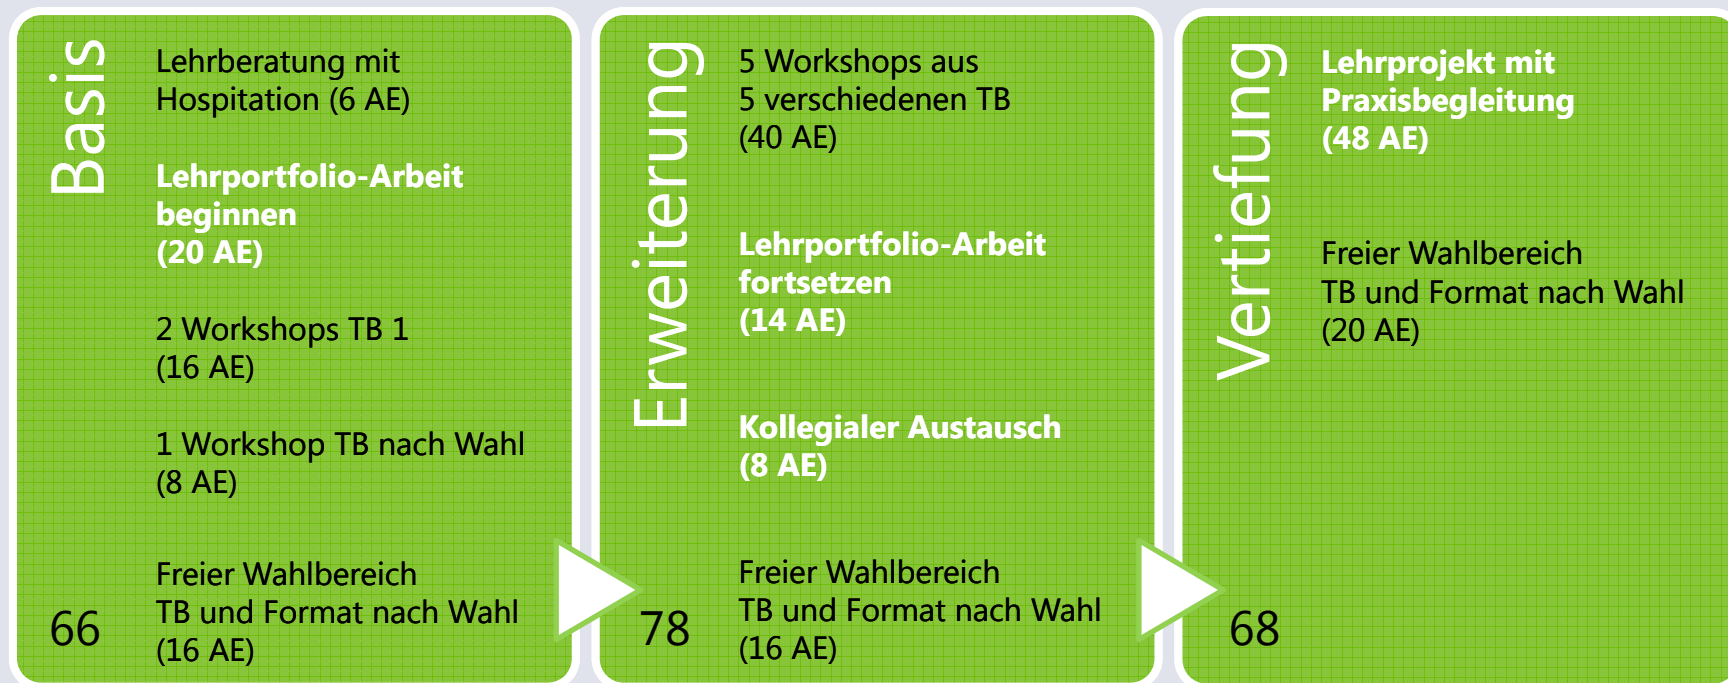 Basis
Lehrberatung mit
Hospitation (6 AE)
Lehrportfolio-Arbeit
beginnen
(20 AE)
2 Workshops TB 1
(16 AE)
1 Workshop TB nach Wahl
(8 AE)
Freier Wahlbereich
TB und Format nach Wahl
(16 AE)
66
Erweiterung
5 Workshops aus
5 verschiedenen TB
(40 AE)
Lehrportfolio-Arbeit
fortsetzen
(14 AE)
Kollegialer Austausch
(8 AE)
Freier Wahlbereich
TB und Format nach Wahl
(16 AE)
78
Vertiefung
Lehrprojekt mit
Praxisbegleitung
(48 AE)
Freier Wahlbereich
TB und Format nach Wahl
(20 AE)
68